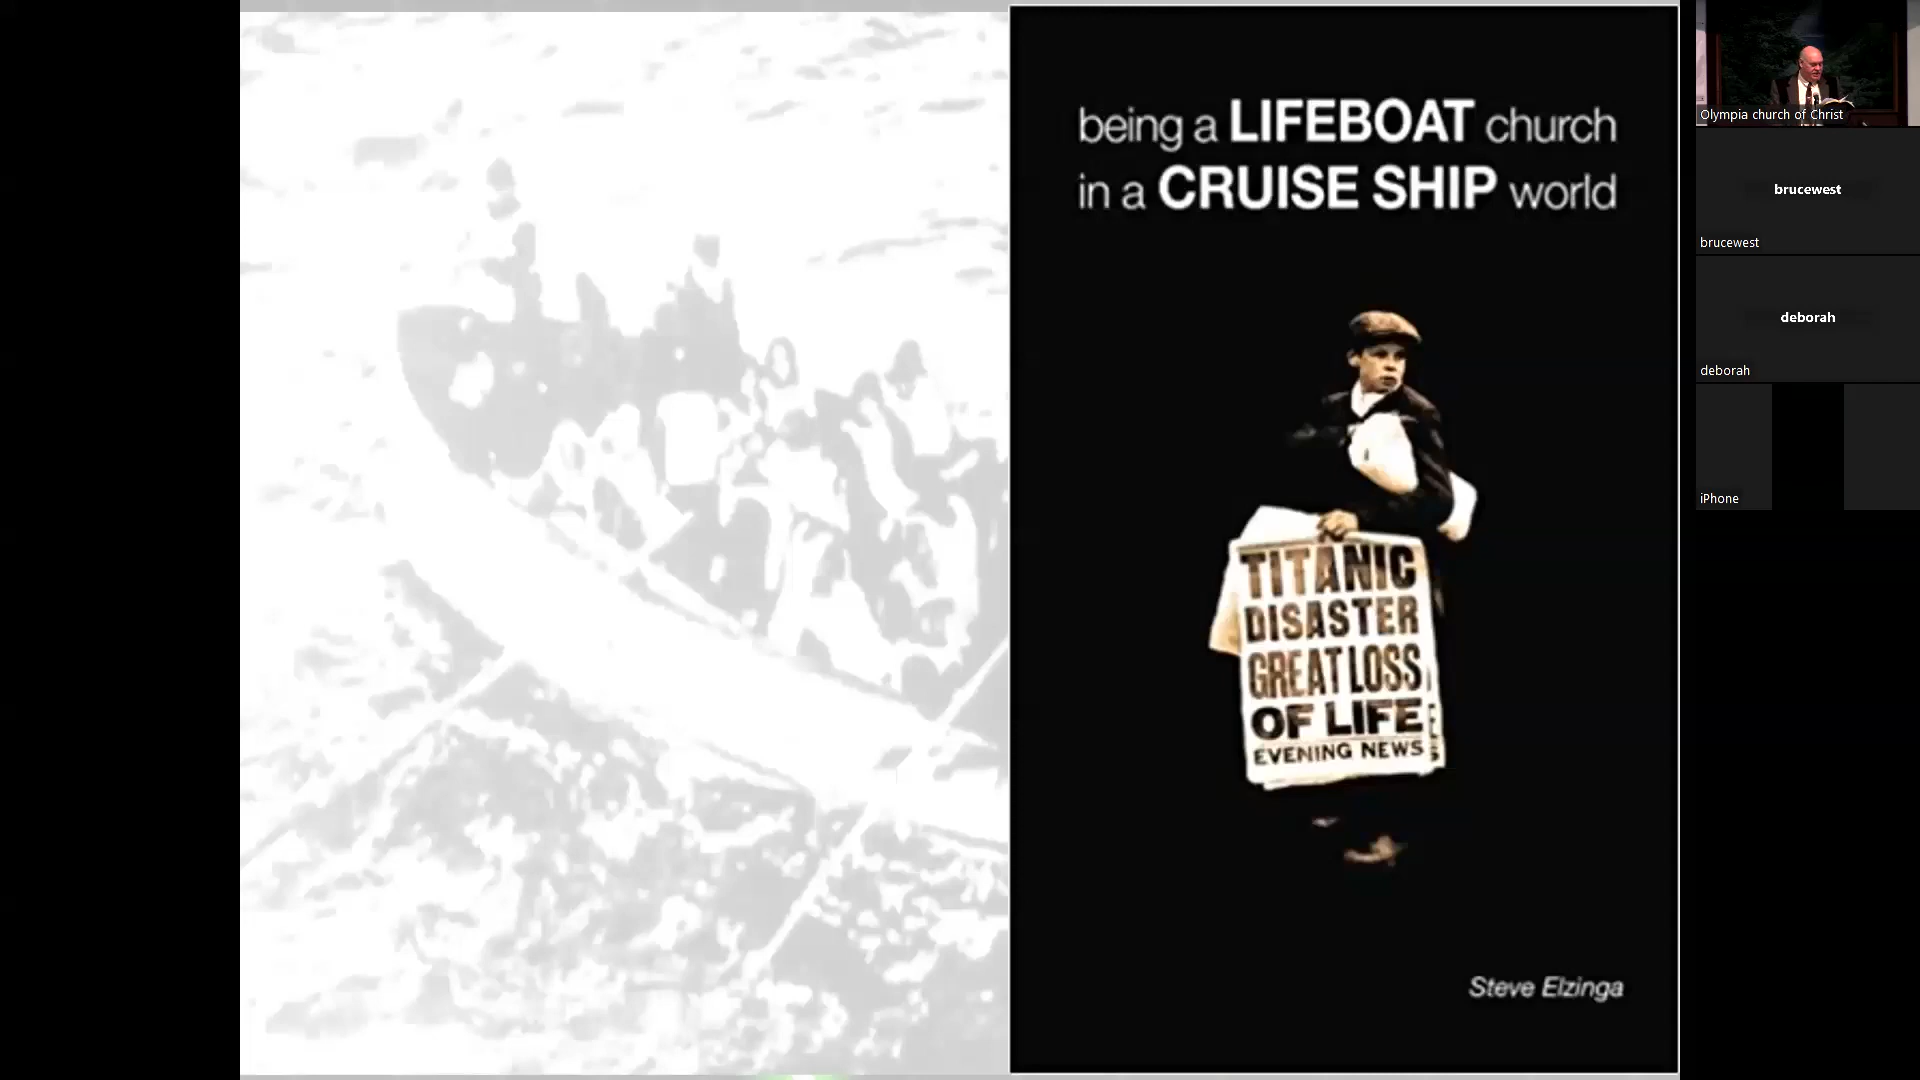 being a LIFEBOAT church
in a CRUISE SHIP world
TITANIC
DISASTER
GREAT LOSS
OF LIFE
EVENING NEWS
Steve Elzinga
Olympia church of Christ
brucewest
brucewest
deborah
deborah
iPhone